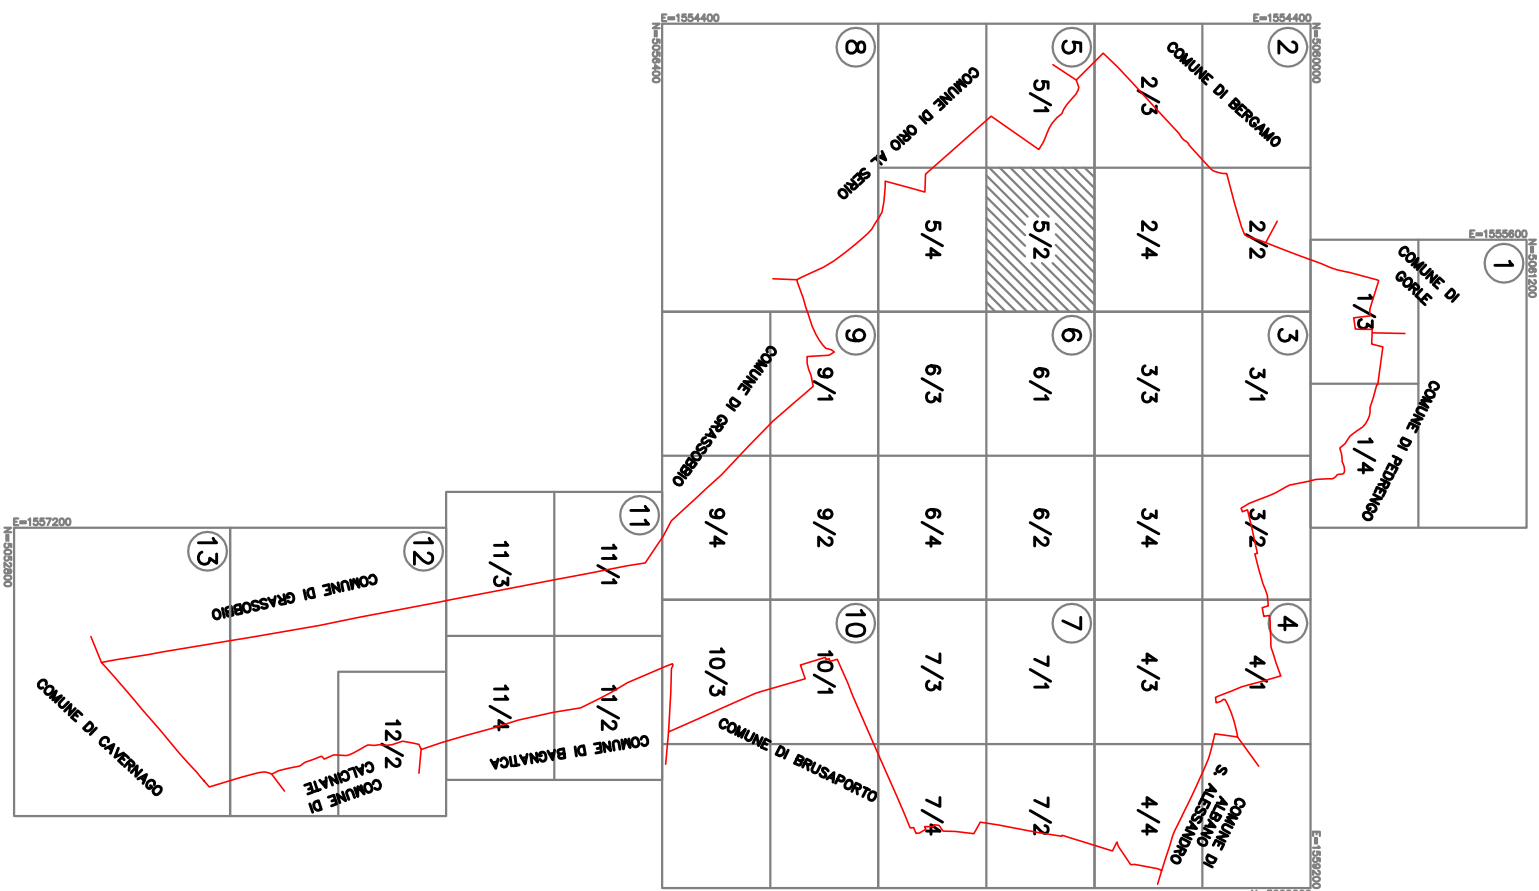 E=1555600
N=5061200
1
COMUNE DI
GORLE
1/3
COMUNE DI PEDRENGO
1/4
E=1554400
N=5060000
2
COMUNE DI BERGAMO
2/2
3
3/1
3/2
4
4/1
COMUNE DI
ALBANO
S. ALESSANDRO
E=1559200
2/3
2/4
3/3
3/4
4/3
4/4
5
5/1
5/2
6
6/1
6/2
7
7/1
7/2
5/4
6/3
6/4
7/3
7/4
COMUNE DI ORIO AL SERIO
E=1554400
N=5056400
8
9
9/1
9/2
10
10/1
COMUNE DI BRUSAPORTO
COMUNE DI GRASSOBBIO
9/4
10/3
11
11/1
11/2
COMUNE DI BAGNATICA
11/3
11/4
12
12/2
COMUNE DI
CALCINATE
COMUNE DI GRASSOBBIO
13
COMUNE DI CAVERNAGO
E=1557200
N=5052800